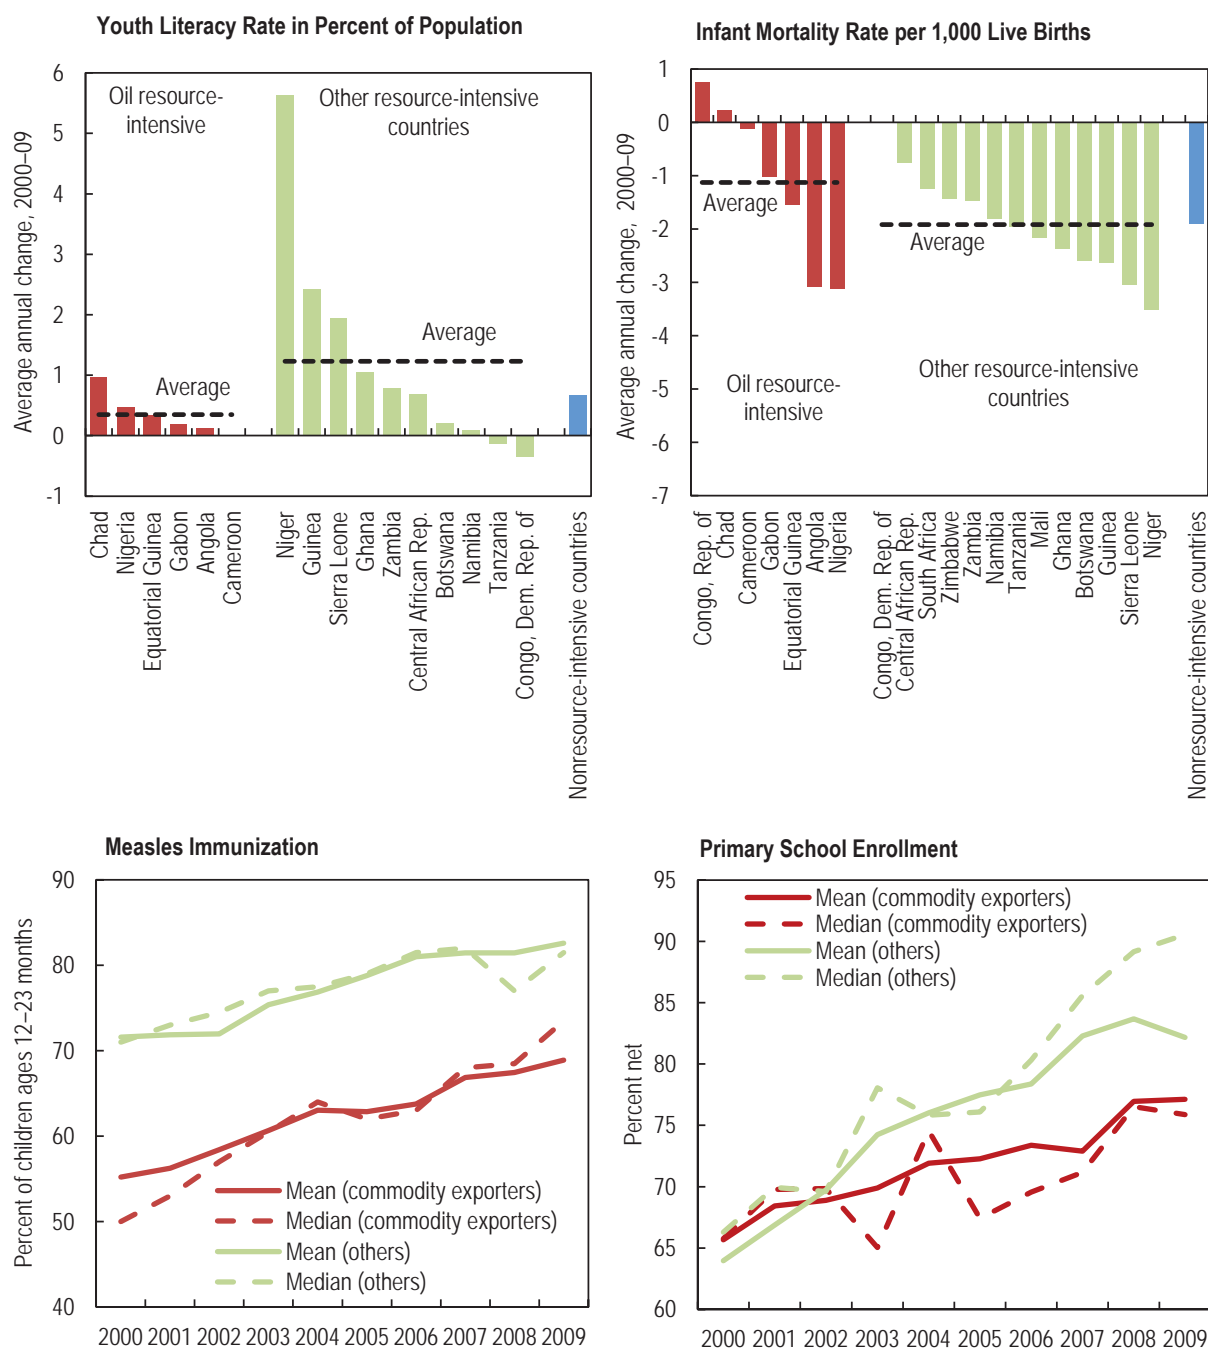 Youth Literacy Rate in Percent of Population
Average annual change, 2000–09
6
5
4
3
2
1
0
-1
Oil resource-
intensive
Other resource-intensive
countries
Average
Average
Chad
Nigeria
Equatorial Guinea
Gabon
Angola
Cameroon
Niger
Guinea
Sierra Leone
Ghana
Zambia
Central African Rep.
Botswana
Namibia
Tanzania
Congo, Dem. Rep. of
Nonresource-intensive countries
Infant Mortality Rate per 1,000 Live Births
Average annual change, 2000–09
1
0
-1
-2
-3
-4
-5
-6
-7
Average
Average
Oil resource-
intensive
Other resource-intensive
countries
Congo, Rep. of
Chad
Cameroon
Gabon
Equatorial Guinea
Angola
Nigeria
Congo, Dem. Rep. of
Central African Rep.
South Africa
Zimbabwe
Zambia
Namibia
Tanzania
Mali
Ghana
Botswana
Guinea
Sierra Leone
Niger
Nonresource-intensive countries
Measles Immunization
Percent of children ages 12–23 months
90
80
70
60
50
40
Mean (commodity exporters)
Median (commodity exporters)
Mean (others)
Median (others)
2000 2001 2002 2003 2004 2005 2006 2007 2008 2009
Primary School Enrollment
Percent net
95
90
85
80
75
70
65
60
Mean (commodity exporters)
Median (commodity exporters)
Mean (others)
Median (others)
2000 2001 2002 2003 2004 2005 2006 2007 2008 2009